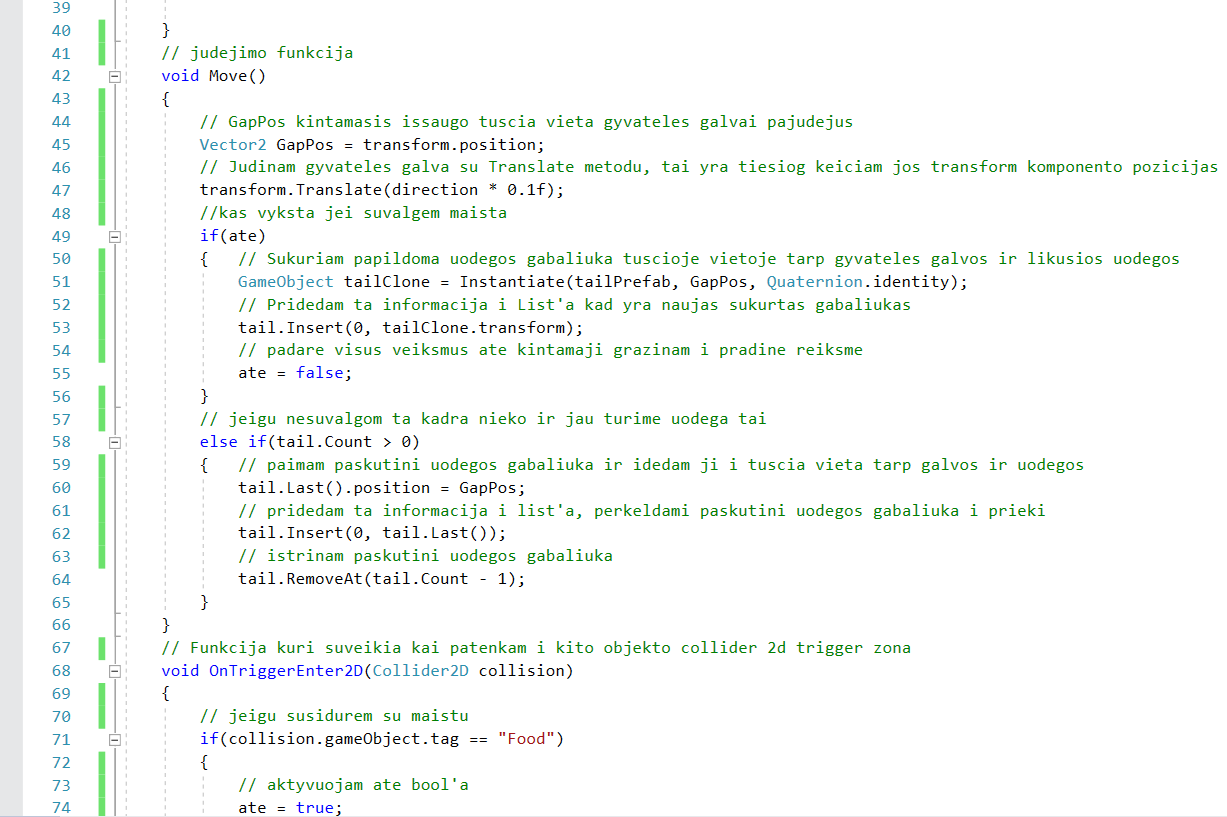 39
40 }
41 // judejimo funkcija
42 void Move()
43 {
44 // GapPos kintamasis issaugo tuscia vieta gyvateles galvai pajudejus
45 Vector2 GapPos = transform.position;
46 // Judinam gyvateles galva su Translate metodu, tai yra tiesiog keiciam jos transform komponento pozicijas
47 transform.Translate(direction * 0.1f);
48 //kas vyksta jei suvalgem maista
49 if(ate)
50 { // Sukuriam papildoma uodegos gabaliuka tuscioje vietoje tarp gyvateles galvos ir likusios uodegos
51 GameObject tailClone = Instantiate(tailPrefab, GapPos, Quaternion.identity);
52 // Pridedam ta informacija i List'a kad yra naujas sukurtas gabaliukas
53 tail.Insert(0, tailClone.transform);
54 // padare visus veiksmus ate kintamaji grazinam i pradine reiksme
55 ate = false;
56 }
57 // jeigu nesuvalgom ta kadra nieko ir jau turime uodega tai
58 else if(tail.Count > 0)
59 { // paimam paskutini uodegos gabaliuka ir idedam ji i tuscia vieta tarp galvos ir uodegos
60 tail.Last().position = GapPos;
61 // pridedam ta informacija i list'a, perkeldami paskutini uodegos gabaliuka i prieki
62 tail.Insert(0, tail.Last());
63 // istrinam paskutini uodegos gabaliuka
64 tail.RemoveAt(tail.Count - 1);
65 }
66 }
67 // Funkcija kuri suveikia kai patenkam i kito objekto collider 2d trigger zona
68 void OnTriggerEnter2D(Collider2D collision)
69 {
70 // jeigu susidurem su maistu
71 if(collision.gameObject.tag == "Food")
72 {
73 // aktyvuojam ate bool'a
74 ate = true;